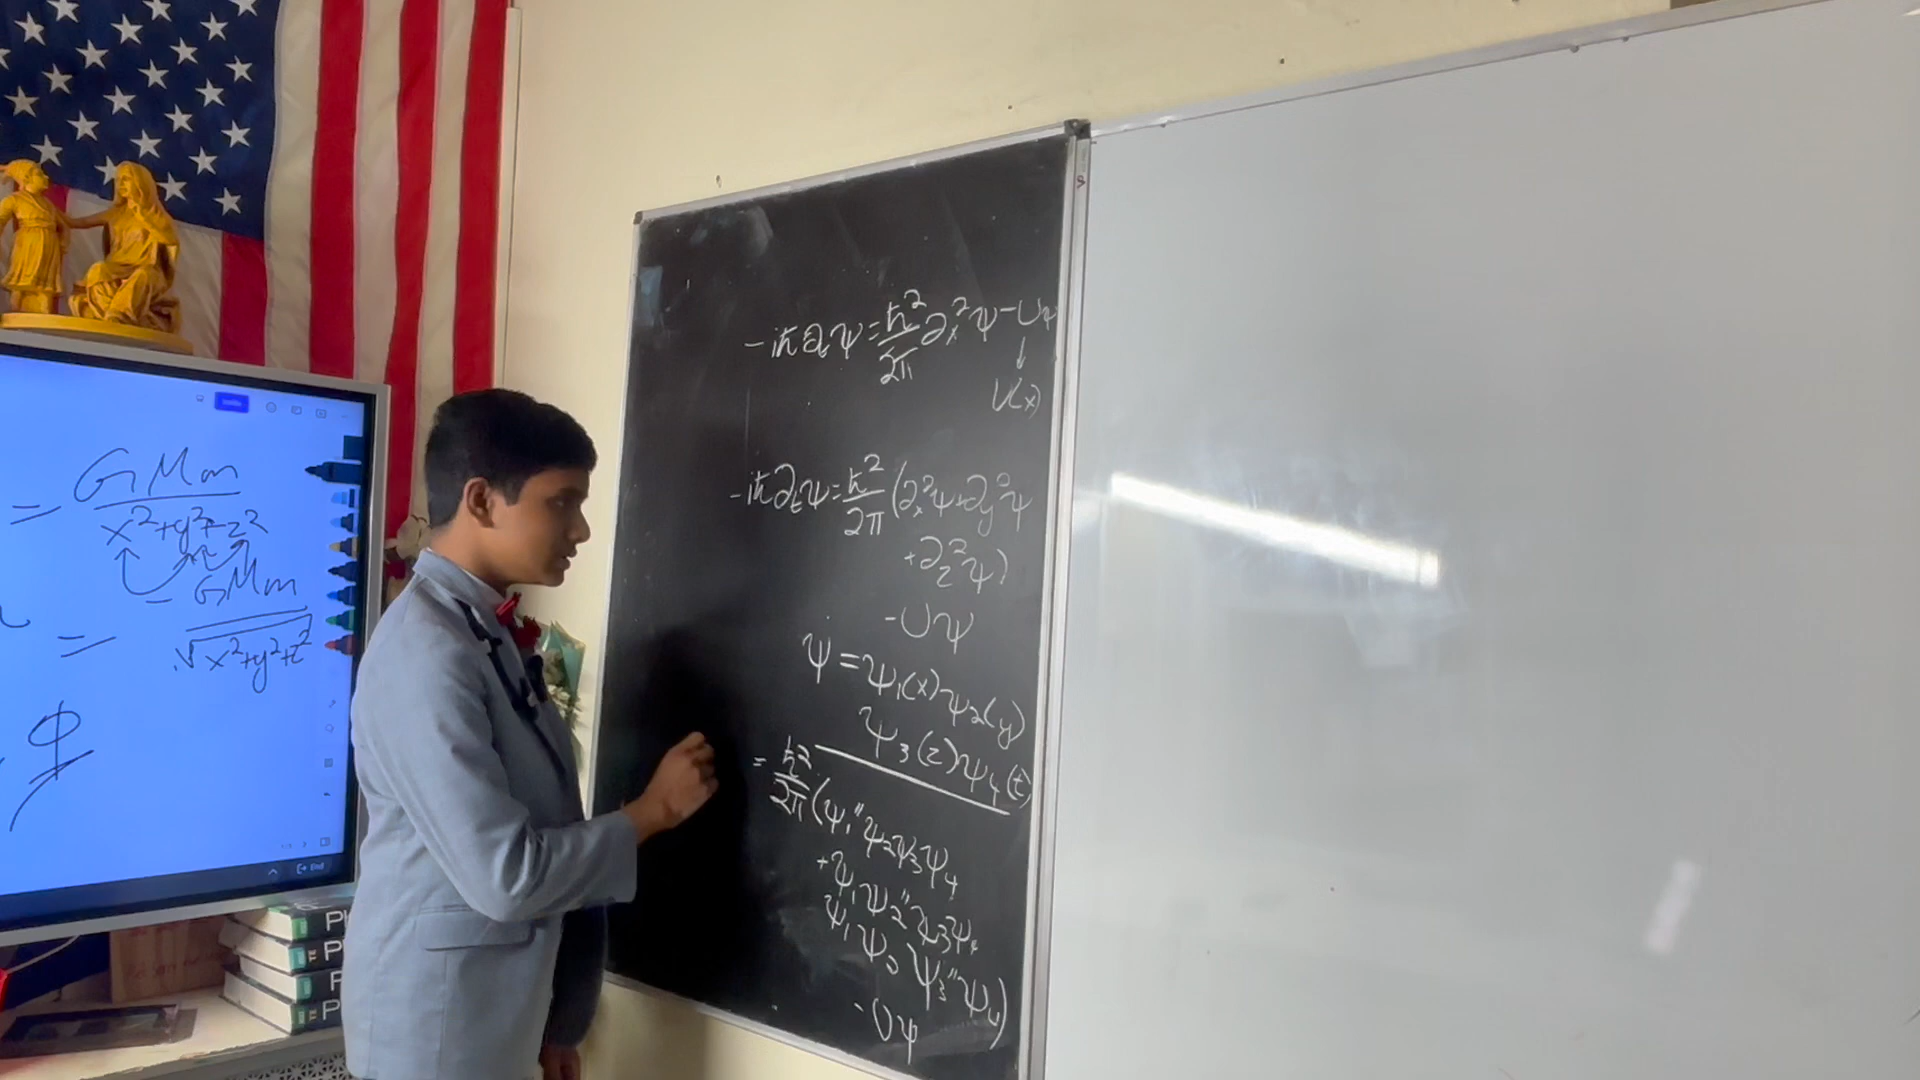 = GMm
x²+y²+z²
= GMm
√x²+y²+z²
Φ
End
-iħ∂ₜψ=ħ²/2π ∂ₓ²ψ-Uψ
↓
U(x)
-iħ∂ₜψ=ħ²/2π(∂ₓ²ψ+∂y²ψ
+∂z²ψ)
-Uψ
ψ=ψ₁(x)ψ₂(y)
ψ₃(z)ψ₄(t)
=ħ²/2π(ψ₁"ψ₂ψ₃ψ₄
+ψ₁ψ₂"ψ₃ψ₄
ψ₁ψ₂ψ₃"ψ₄)
-Uψ